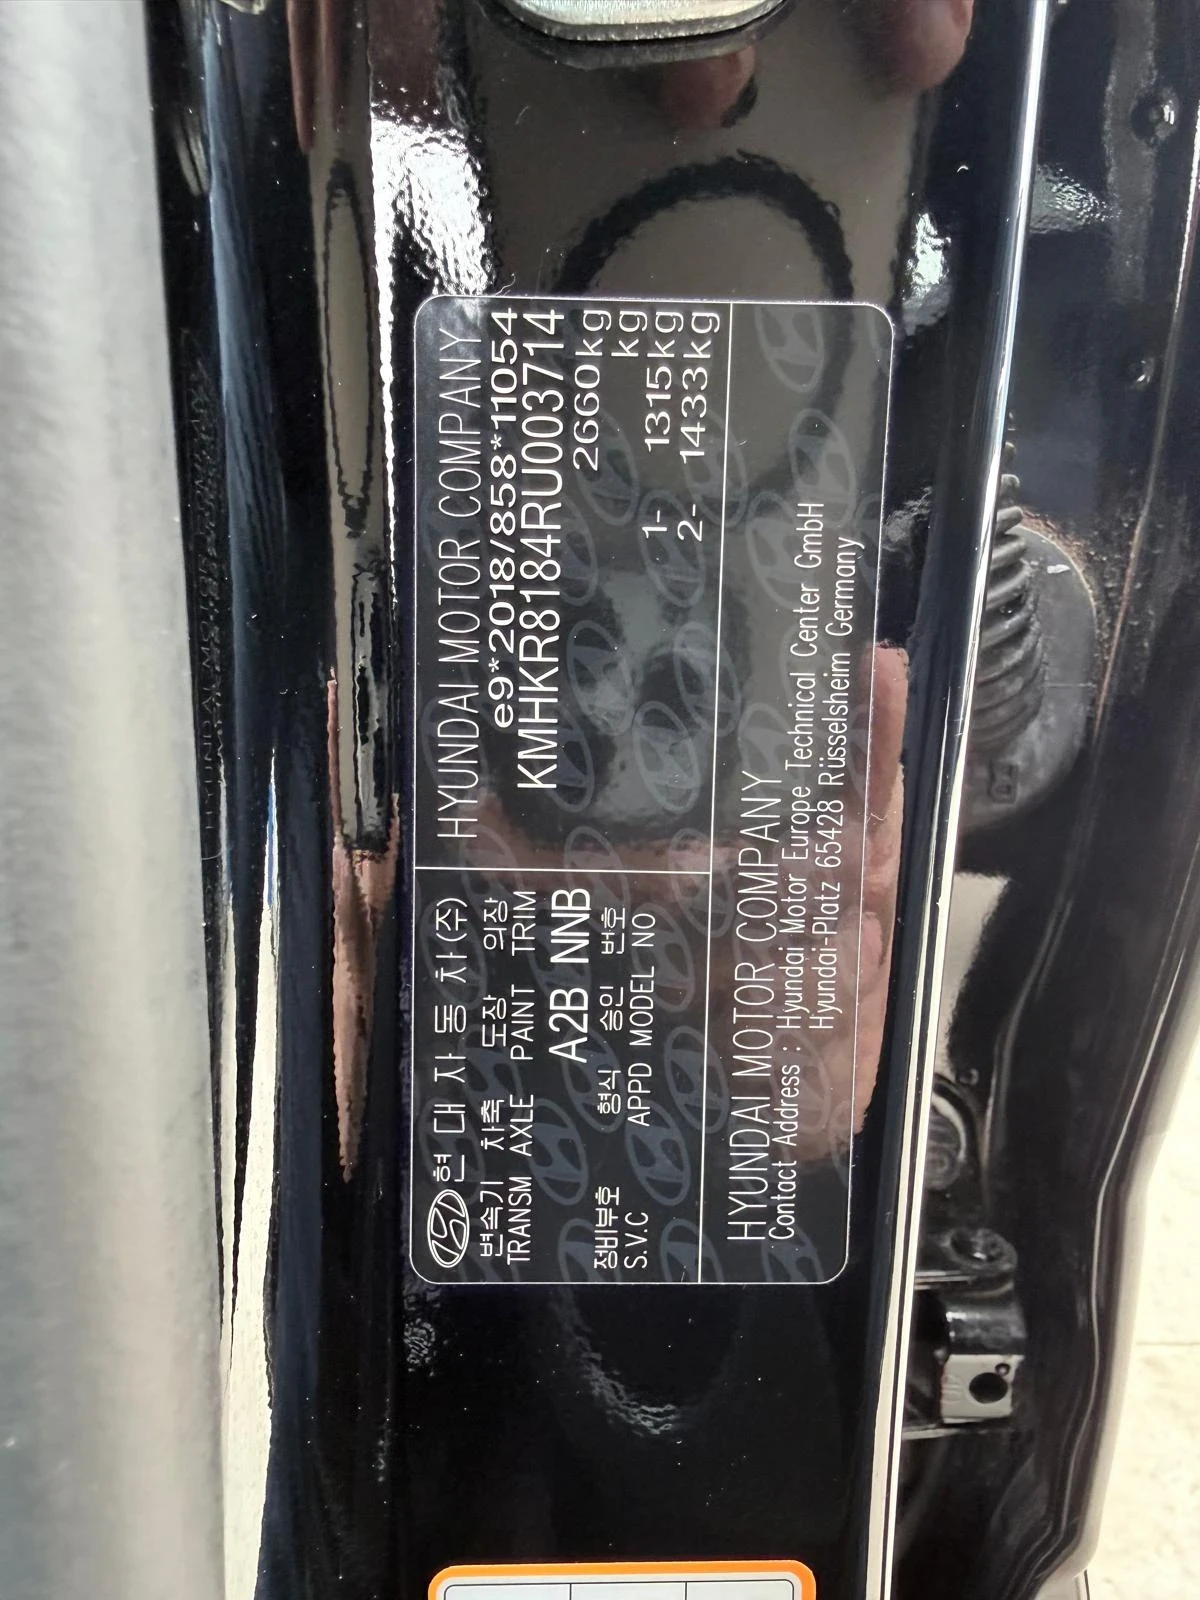 현대자동차(주)
변속기 차축 도장 의장
TRANSM AXLE PAINT TRIM
A2B NNB
정비부호 형식 승인 번호
S.V.C APPD MODEL NO
HYUNDAI MOTOR COMPANY
e9*2018/858*11054
KMHKR8184RU003714
2660kg
kg
1- 1315kg
2- 1433kg
HYUNDAI MOTOR COMPANY
Contact Address : Hyundai Motor Europe Technical Center GmbH
Hyundai-Platz 65428 Rüsselsheim Germany